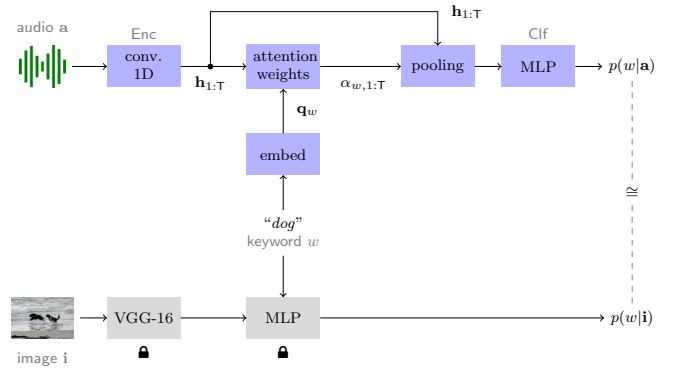 audio a
Enc
conv.
1D
h1:T
h1:T
attention
weights
αw,1:T
pooling
Clf
MLP
p(w|a)
qw
embed
≅
“dog”
keyword w
VGG-16
MLP
p(w|i)
image i